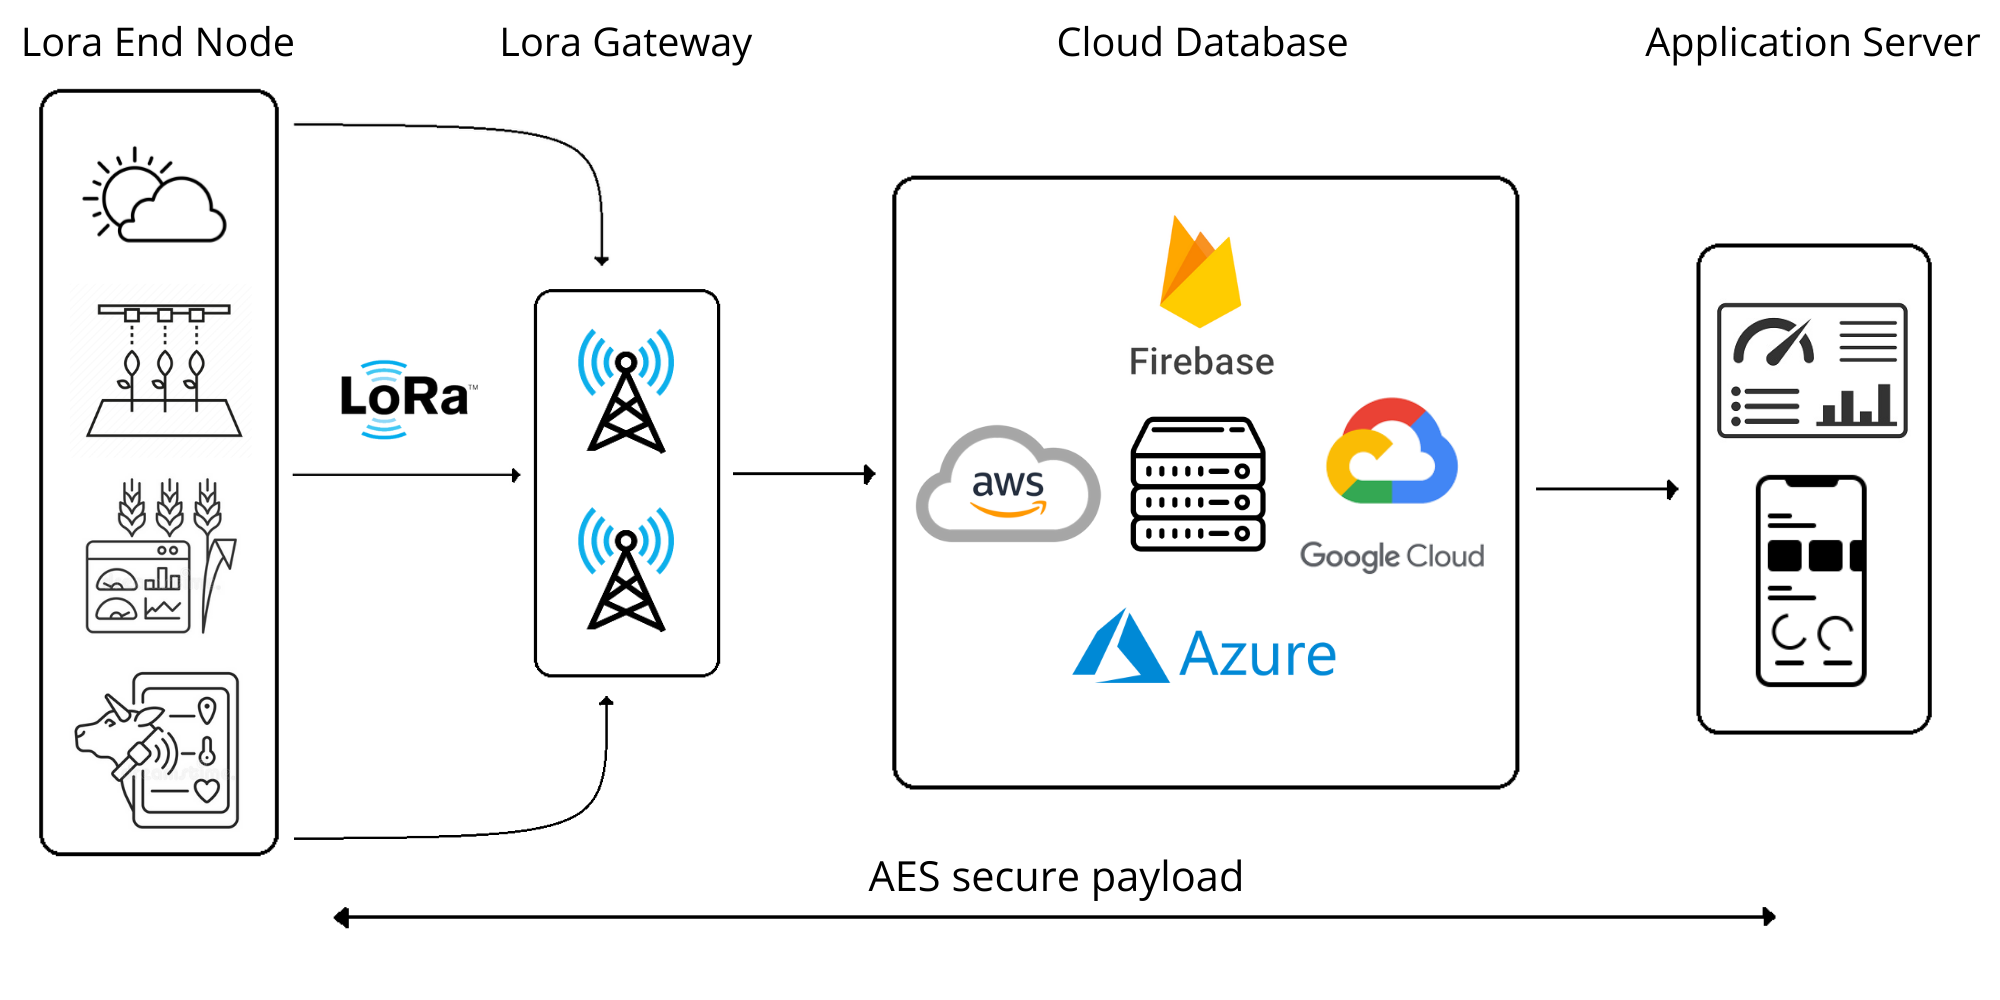 Lora End Node
Lora Gateway
Cloud Database
Application Server
LoRa™
Firebase
aws
Google Cloud
Azure
AES secure payload